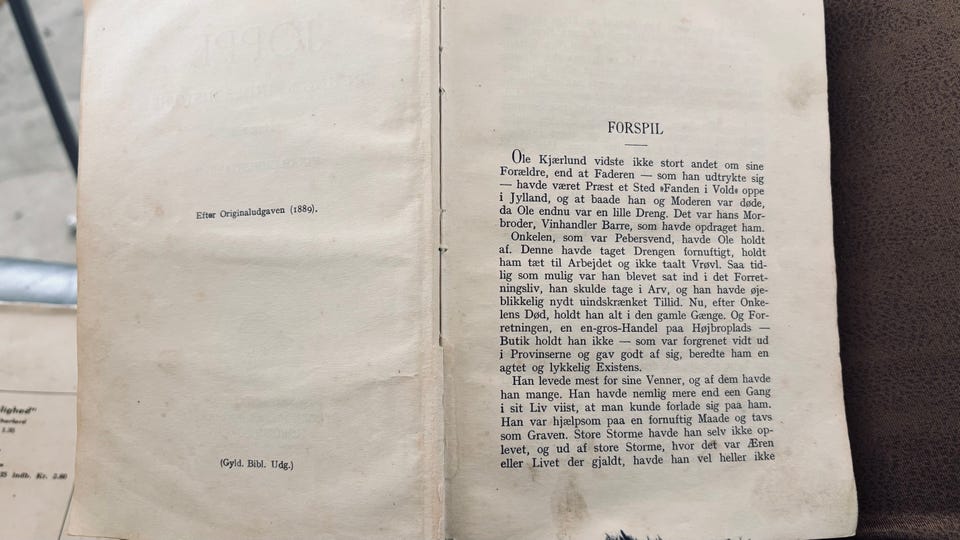 lighed"
1.50
indb. Kr. 2.60
Efter Originaludgaven (1889).
(Gyld. Bibl. Udg.)
FORSPIL
Ole Kjærlund vidste ikke stort andet om sine
Forældre, end at Faderen — som han udtrykte sig
— havde været Præst et Sted »Fanden i Vold« oppe
i Jylland, og at baade han og Moderen var døde,
da Ole endnu var en lille Dreng. Det var hans Mor-
broder, Vinhandler Barre, som havde opdraget ham.
Onkelen, som var Pebersvend, havde Ole holdt
af. Denne havde taget Drengen fornuftigt, holdt
ham tæt til Arbejdet og ikke taalt Vrøvl. Saa tid-
lig som mulig var han blevet sat ind i det Forret-
ningsliv, han skulde tage i Arv, og han havde øje-
blikkelig nydt uindskrænket Tillid. Nu, efter Onke-
lens Død, holdt han alt i den gamle Gænge. Og For-
retningen, en en-gros-Handel paa Højbroplads —
Butik holdt han ikke — som var forgrenet vidt ud
i Provinserne og gav godt af sig, beredte ham en
agtet og lykkelig Existens.
Han levede mest for sine Venner, og af dem havde
han mange. Han havde nemlig mere end een Gang
i sit Liv viist, at man kunde forlade sig paa ham.
Han var hjælpsom paa en fornuftig Maade og tavs
som Graven. Store Storme havde han selv ikke op-
levet, og ud af store Storme, hvor det var Æren
eller Livet der gjaldt, havde han vel heller ikke